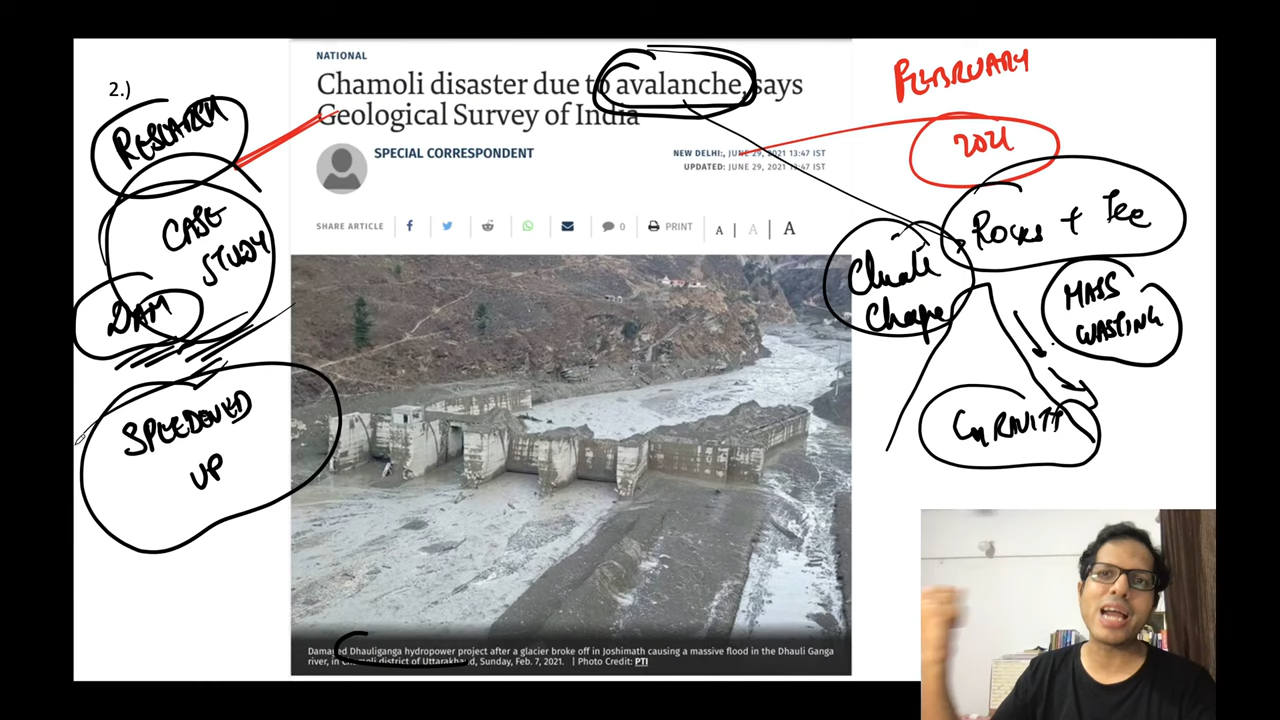 2.)
RESEARCH
CASE
STUDY
DAM
SPEEDENED
UP
NATIONAL
Chamoli disaster due to avalanche, says
Geological Survey of India
SPECIAL CORRESPONDENT
NEW DELHI:, JUNE 29, 2021 13:47 IST
UPDATED: JUNE 29, 2021 13:47 IST
SHARE ARTICLE
0
PRINT
A | A | A
Damaged Dhauliganga hydropower project after a glacier broke off in Joshimath causing a massive flood in the Dhauli Ganga
river, in Chamoli district of Uttarakhand, Sunday, Feb. 7, 2021. | Photo Credit: PTI
FEBRUARY
2021
Rocks + Ice
Climate
Change
MASS
WASTING
GRAVITY